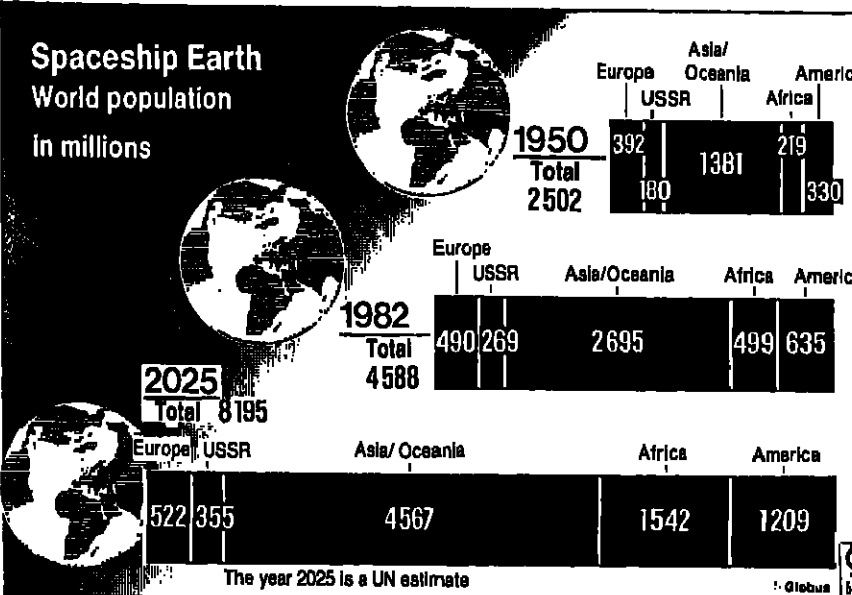 Spaceship Earth
World population
in millions
Asia/
Europe Oceania Americ
USSR Africa
1950
Total
2502
392 180 1381 219 330
Europe
USSR Asia/Oceania Africa Americ
1982
Total
4588
490 269 2695 499 635
2025
Total 8195
Europe USSR Asia/Oceania Africa America
522 355 4567 1542 1209
The year 2025 is a UN estimate
Globus